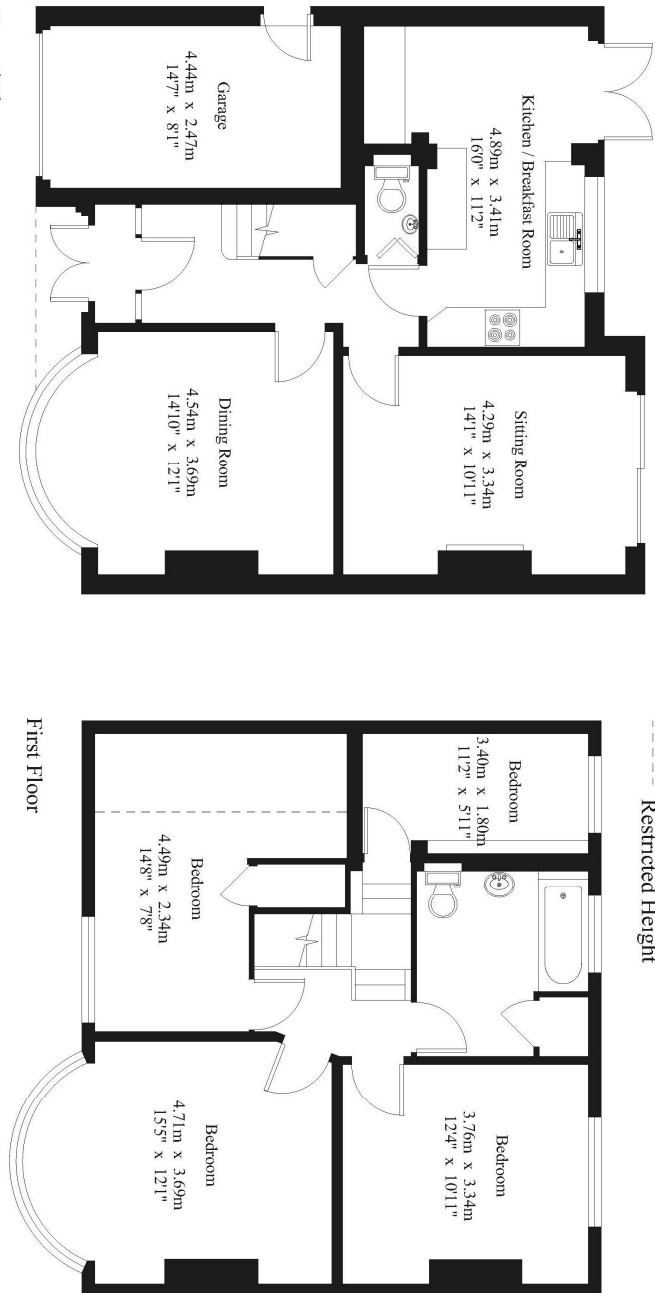 Kitchen / Breakfast Room
4.89m x 3.41m
16'0" x 11'2"
Sitting Room
4.29m x 3.34m
14'1" x 10'11"
Garage
4.44m x 2.47m
14'7" x 8'1"
Dining Room
4.54m x 3.69m
14'10" x 12'1"
Restricted Height
Bedroom
3.40m x 1.80m
11'2" x 5'11"
Bedroom
3.76m x 3.34m
12'4" x 10'11"
Bedroom
4.49m x 2.34m
14'8" x 7'8"
Bedroom
4.71m x 3.69m
15'5" x 12'1"
First Floor